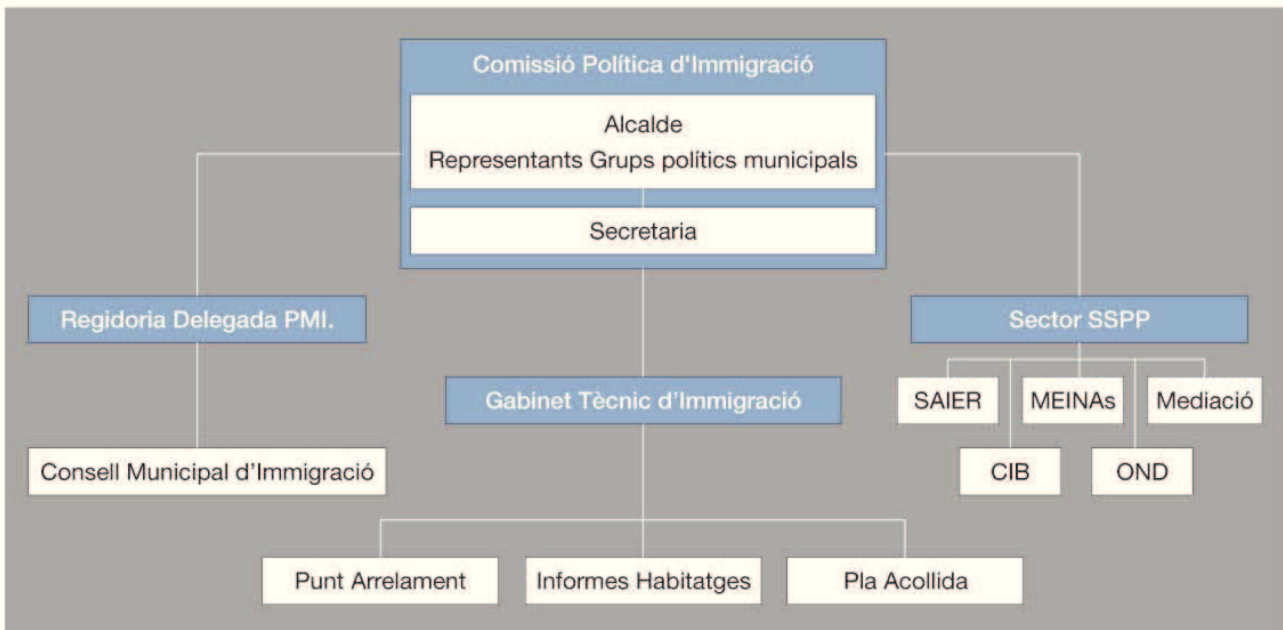 Comissió Política d'Immigració
Alcalde
Representants Grups polítics municipals
Secretaria
Regidoria Delegada PMI.
Sector SSPP
Gabinet Tècnic d’Immigració
SAIER
MEINAs
Mediació
Consell Municipal d’Immigració
CIB
OND
Punt Arrelament
Informes Habitatges
Pla Acollida